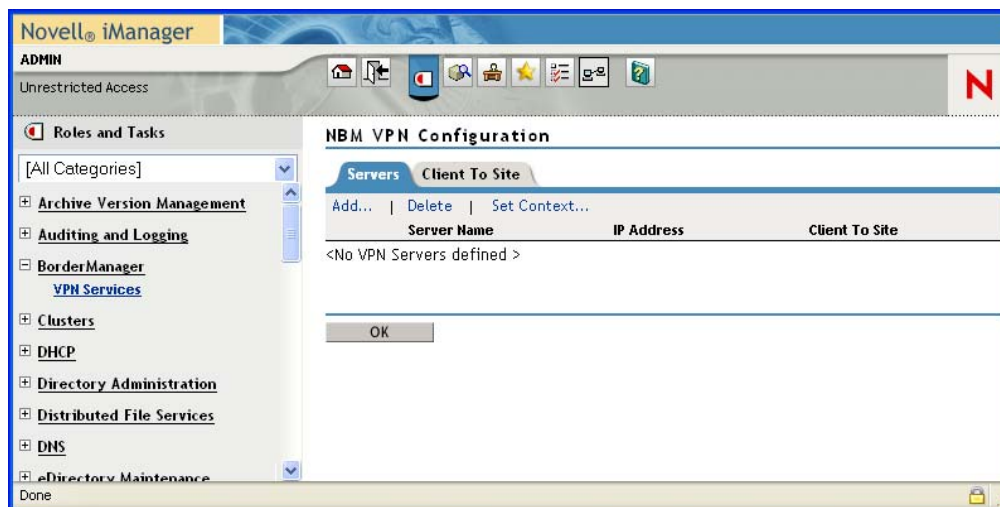 Novell® iManager
ADMIN
Unrestricted Access
N
Roles and Tasks
[All Categories]
Archive Version Management
Auditing and Logging
BorderManager
VPN Services
Clusters
DHCP
Directory Administration
Distributed File Services
DNS
eDirectory Maintenance
NBM VPN Configuration
Servers Client To Site
Add... | Delete | Set Context...
Server Name IP Address Client To Site
<No VPN Servers defined >
OK
Done